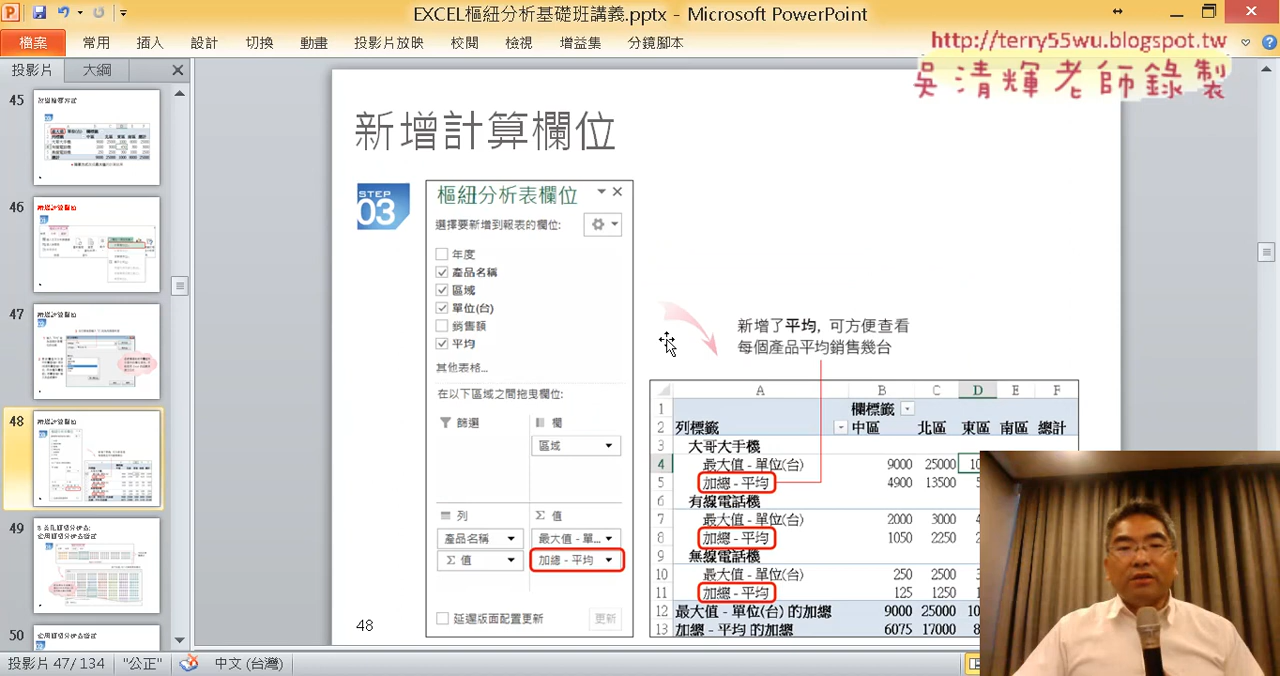 EXCEL樞紐分析基礎班講義.pptx - Microsoft PowerPoint
檔案 常用 插入 設計 切換 動畫 投影片放映 校閱 檢視 增益集 分鏡腳本
http://terry55wu.blogspot.tw
吳清輝老師錄製
投影片 大綱
45
46
47
48
49
50
新增計算欄位
STEP 03
樞紐分析表欄位
選擇要新增到報表的欄位:
年度
產品名稱
區域
單位(台)
銷售額
平均
其他表格...
在以下區域之間拖曳欄位:
篩選 欄
區域
列 Σ 值
產品名稱 最大值 - 單...
Σ 值 加總 - 平均
延遲版面配置更新 更新
48
新增了平均, 可方便查看
每個產品平均銷售幾台
A B C D E F
1 欄標籤
2 列標籤 中區 北區 東區 南區 總計
3 大哥大手機
4 最大值 - 單位(台) 9000 25000
5 加總 - 平均 4900 13500
6 有線電話機
7 最大值 - 單位(台) 2000 3000
8 加總 - 平均 1050 2250
9 無線電話機
10 最大值 - 單位(台) 250 2500
11 加總 - 平均 125 1250
12 最大值 - 單位(台) 的加總 9000 25000
13 加總 - 平均 的加總 6075 17000
投影片 47/134 "公正" 中文 (台灣)